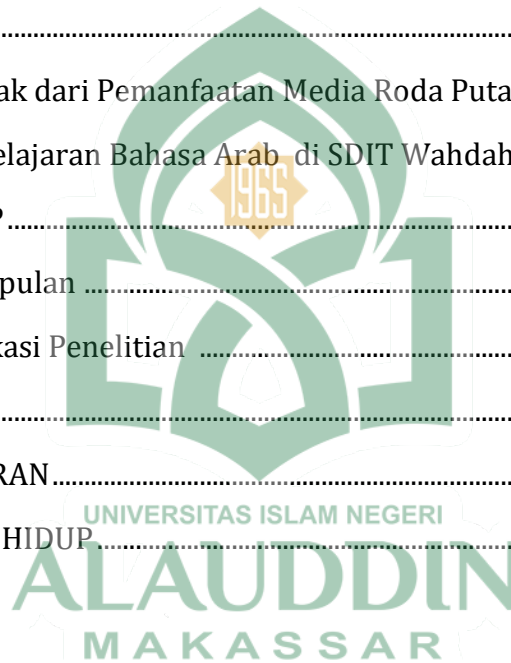 ........................................................................
ak dari Pemanfaatan Media Roda Puta
elajaran Bahasa Arab di SDIT Wahdah
1965
P ........................................................................
pulan ........................................................................
kasi Penelitian ........................................................................
........................................................................
RAN ........................................................................
UNIVERSITAS ISLAM NEGERI
HIDUP ........................................................................
ALAUDDIN
MAKASSAR